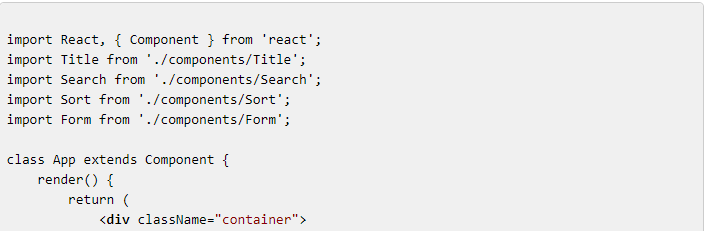 import React, { Component } from 'react';
import Title from './components/Title';
import Search from './components/Search';
import Sort from './components/Sort';
import Form from './components/Form';
class App extends Component {
render() {
return (
<div className="container">